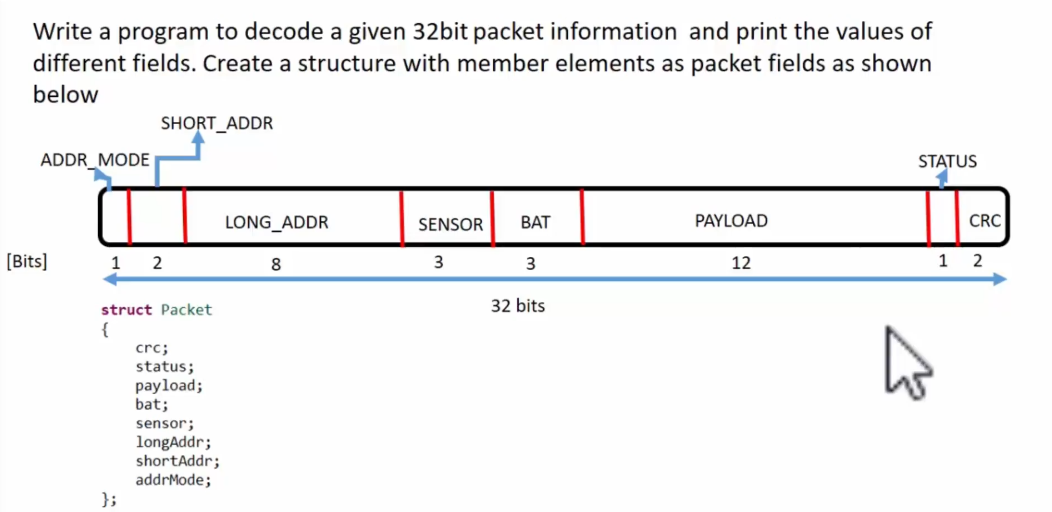 Write a program to decode a given 32bit packet information and print the values of
different fields. Create a structure with member elements as packet fields as shown
below
SHORT_ADDR
ADDR_MODE
STATUS
LONG_ADDR SENSOR BAT PAYLOAD CRC
[Bits] 1 2 8 3 3 12 1 2
32 bits
struct Packet
{
crc;
status;
payload;
bat;
sensor;
longAddr;
shortAddr;
addrMode;
};